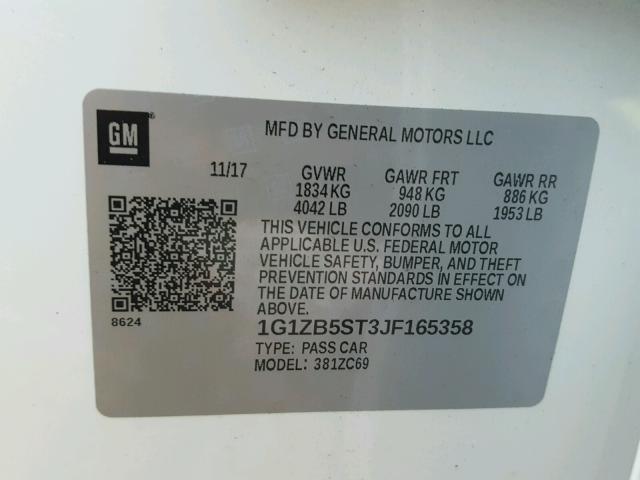 GM
MFD BY GENERAL MOTORS LLC
11/17 GVWR GAWR FRT GAWR RR
1834 KG 948 KG 886 KG
4042 LB 2090 LB 1953 LB
THIS VEHICLE CONFORMS TO ALL
APPLICABLE U.S. FEDERAL MOTOR
VEHICLE SAFETY, BUMPER, AND THEFT
PREVENTION STANDARDS IN EFFECT ON
THE DATE OF MANUFACTURE SHOWN
ABOVE.
8624
1G1ZB5ST3JF165358
TYPE: PASS CAR
MODEL: 381ZC69